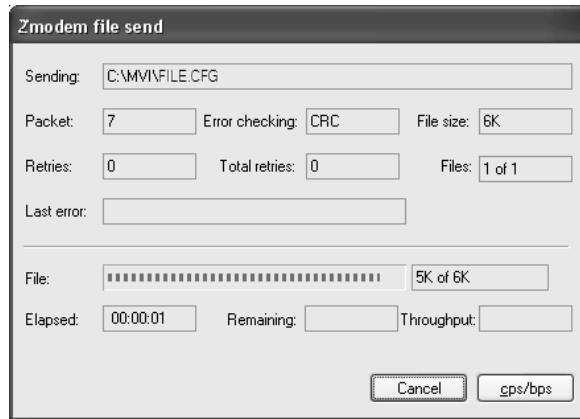 Zmodem file send
Sending: C:\MVI\FILE.CFG
Packet: 7 Error checking: CRC File size: 6K
Retries: 0 Total retries: 0 Files: 1 of 1
Last error:
File: 5K of 6K
Elapsed: 00:00:01 Remaining: Throughput:
Cancel cps/bps